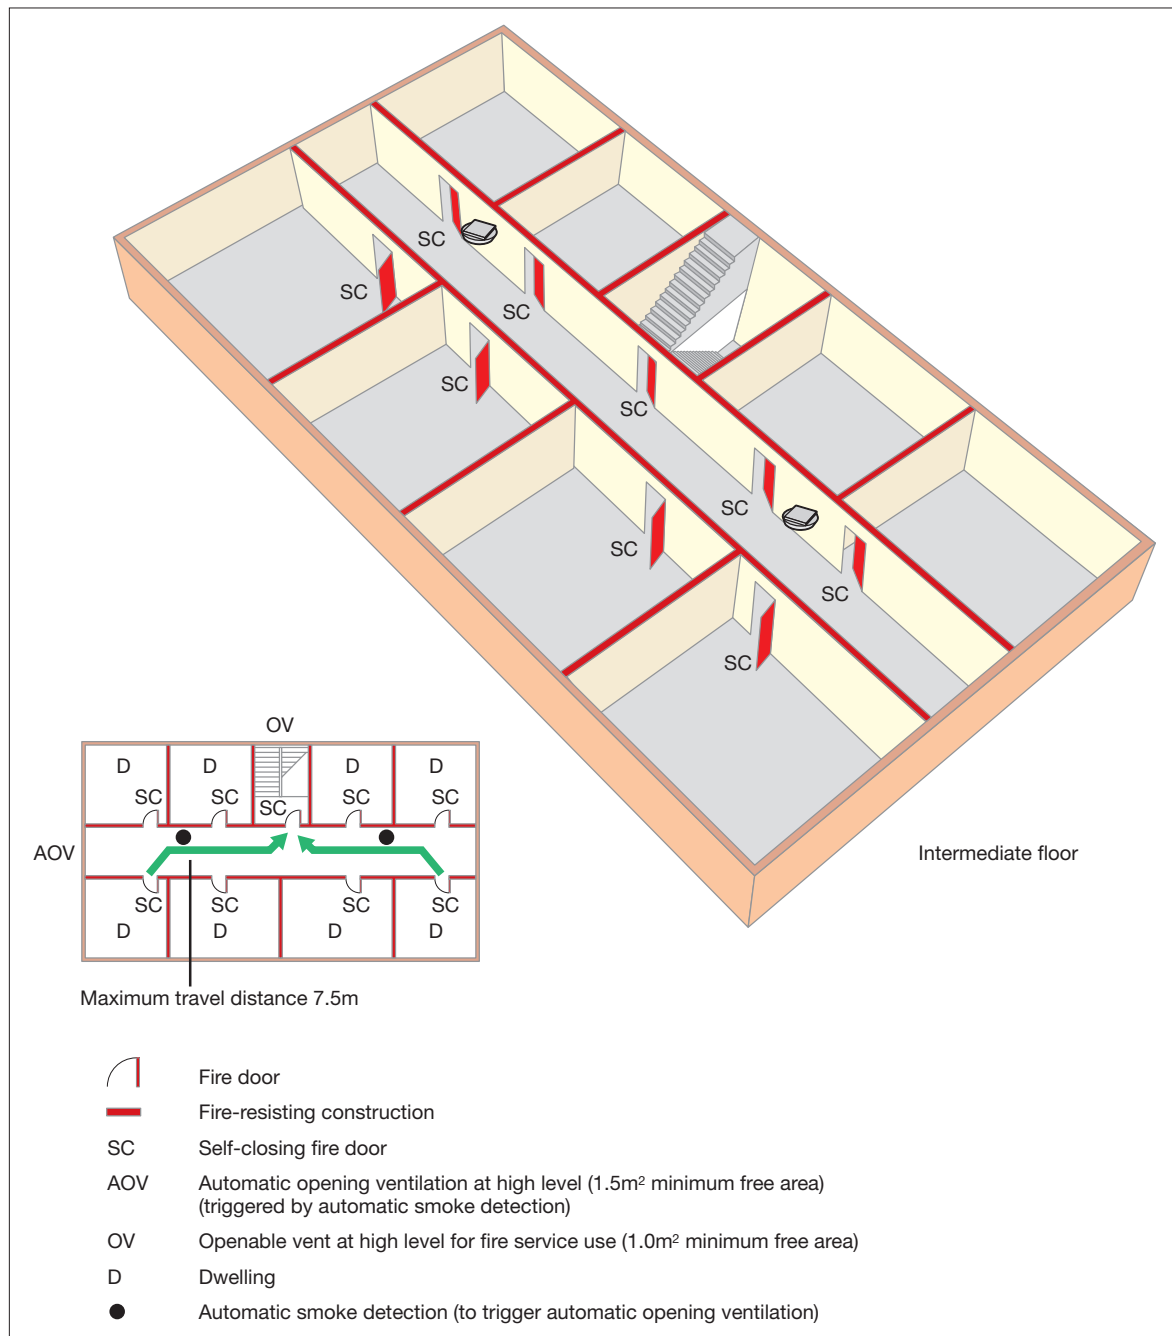 SC
SC
SC
SC
SC
SC
SC
SC
SC
OV
D
D
D
D
SC
SC
SC
SC
SC
AOV
SC
SC
SC
SC
D
D
D
D
Maximum travel distance 7.5m
Intermediate floor
Fire door
Fire-resisting construction
SC Self-closing fire door
AOV Automatic opening ventilation at high level (1.5m² minimum free area)
(triggered by automatic smoke detection)
OV Openable vent at high level for fire service use (1.0m² minimum free area)
D Dwelling
Automatic smoke detection (to trigger automatic opening ventilation)